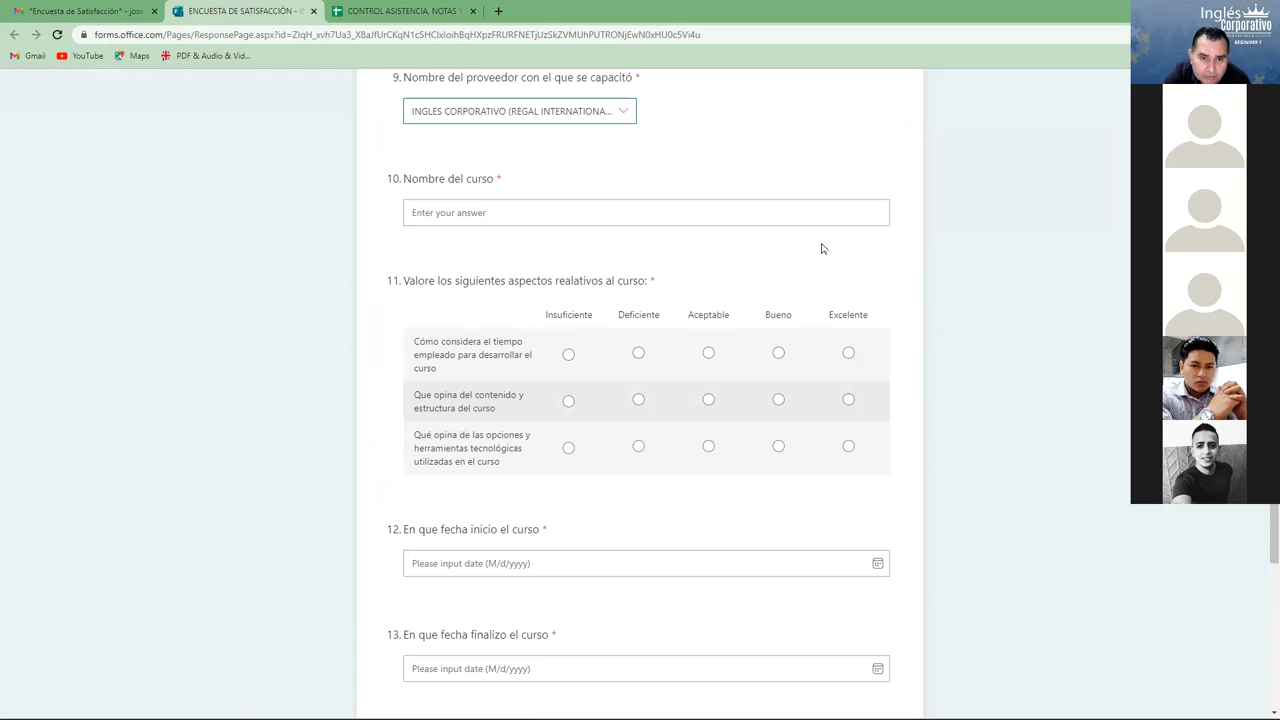 "Encuesta de Satisfacción" - jose
ENCUESTA DE SATISFACCIÓN - (
CONTROL ASISTENCIA, NOTAS Y
forms.office.com/Pages/ResponsePage.aspx?id=ZIqH_xvh7Ua3_X8aJfUrCKqN1cSHCIxIoihBqHXpzFRURFNETjUzSkZVMUhPUTRONjEwN0xHU0c5Vi4u
Gmail
YouTube
Maps
PDF & Audio & Vid...
Inglés
Corporativo
BEGINNER 1
9. Nombre del proveedor con el que se capacitó *
INGLES CORPORATIVO (REGAL INTERNATIONA...
10. Nombre del curso *
Enter your answer
11. Valore los siguientes aspectos realativos al curso: *
Insuficiente Deficiente Aceptable Bueno Excelente
Cómo considera el tiempo
empleado para desarrollar el
curso
Que opina del contenido y
estructura del curso
Qué opina de las opciones y
herramientas tecnológicas
utilizadas en el curso
12. En que fecha inicio el curso *
Please input date (M/d/yyyy)
13. En que fecha finalizo el curso *
Please input date (M/d/yyyy)